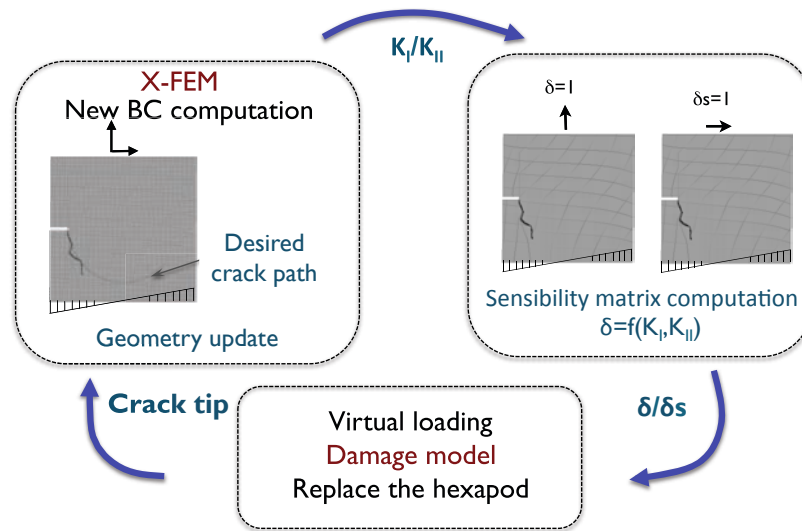 K_I/K_II
X-FEM
New BC computation
Desired
crack path
Geometry update
δ=1
δs=1
Sensibility matrix computation
δ=f(K_I,K_II)
Crack tip
δ/δs
Virtual loading
Damage model
Replace the hexapod